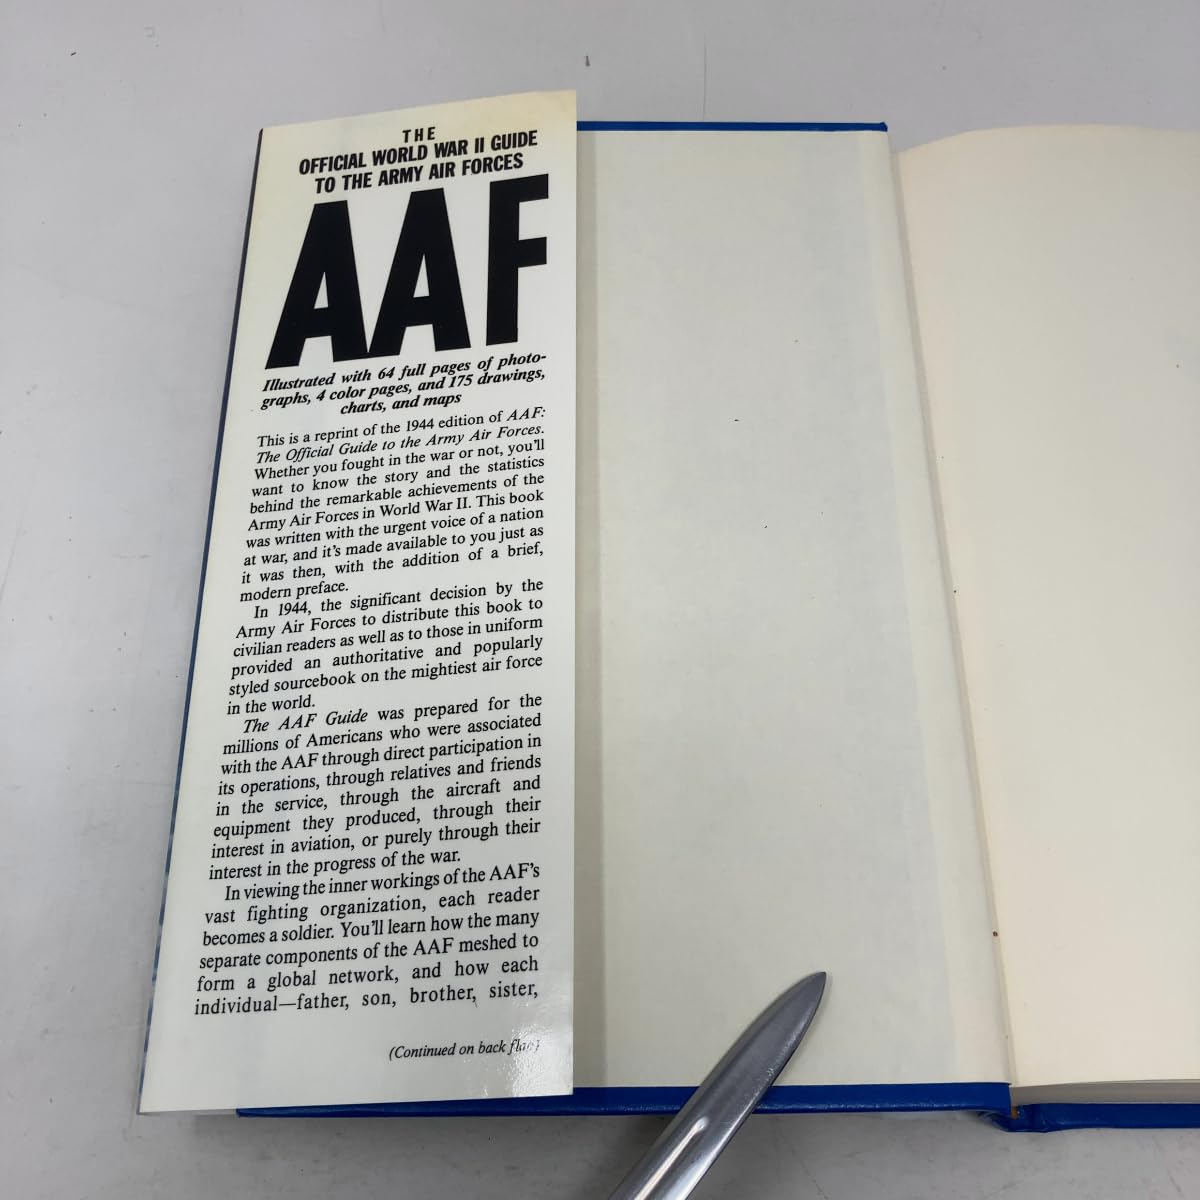 THE
OFFICIAL WORLD WAR II GUIDE
TO THE ARMY AIR FORCES
AAF
Illustrated with 64 full pages of photo-
graphs, 4 color pages, and 175 drawings,
charts, and maps
This is a reprint of the 1944 edition of AAF:
The Official Guide to the Army Air Forces.
Whether you fought in the war or not, you'll
want to know the story and the statistics
behind the remarkable achievements of the
Army Air Forces in World War II. This book
was written with the urgent voice of a nation
at war, and it's made available to you just as
it was then, with the addition of a brief,
modern preface.
In 1944, the significant decision by the
Army Air Forces to distribute this book to
civilian readers as well as to those in uniform
provided an authoritative and popularly
styled sourcebook on the mightiest air force
in the world.
The AAF Guide was prepared for the
millions of Americans who were associated
with the AAF through direct participation in
its operations, through relatives and friends
in the service, through the aircraft and
equipment they produced, through their
interest in aviation, or purely through their
interest in the progress of the war.
In viewing the inner workings of the AAF's
vast fighting organization, each reader
becomes a soldier. You'll learn how the many
separate components of the AAF meshed to
form a global network, and how each
individual—father, son, brother, sister,
(Continued on back flap)